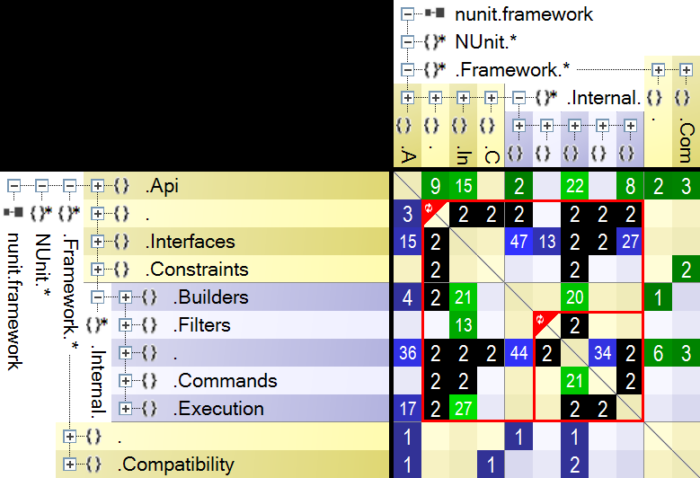 nunit.framework
NUnit.*
.Framework.*
.Internal.
.A
.
.In
.C
.
.Com
nunit.framework
NUnit.*
.Framework.*
.Internal.
.Api 9 15 2 22 8 2 3
. 3 2 2 2 2 2 2
.Interfaces 15 2 47 13 2 2 27
.Constraints 2 2 2
.Builders 4 2 21 20 1
.Filters 13 2
. 36 2 2 2 44 2 34 2 6 3
.Commands 2 2 21 2
.Execution 17 2 27 2 2
. 1 1 1
.Compatibility 1 1 2